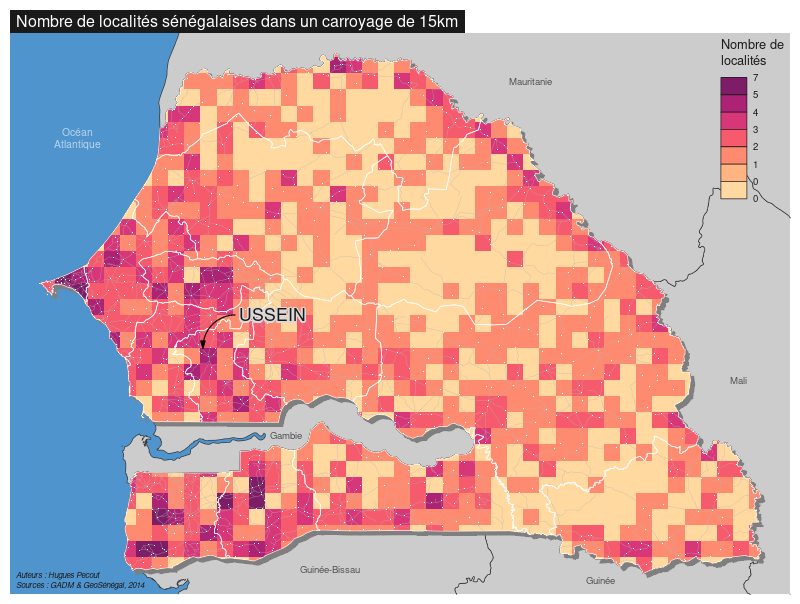 Nombre de localités sénégalaises dans un carroyage de 15km
Nombre de
localités
7
5
4
3
2
1
0
0
Mauritanie
Océan
Atlantique
USSEIN
Mali
Gambie
Guinée-Bissau
Guinée
Auteurs : Hugues Pecout
Sources : GADM & GeoSénégal, 2014